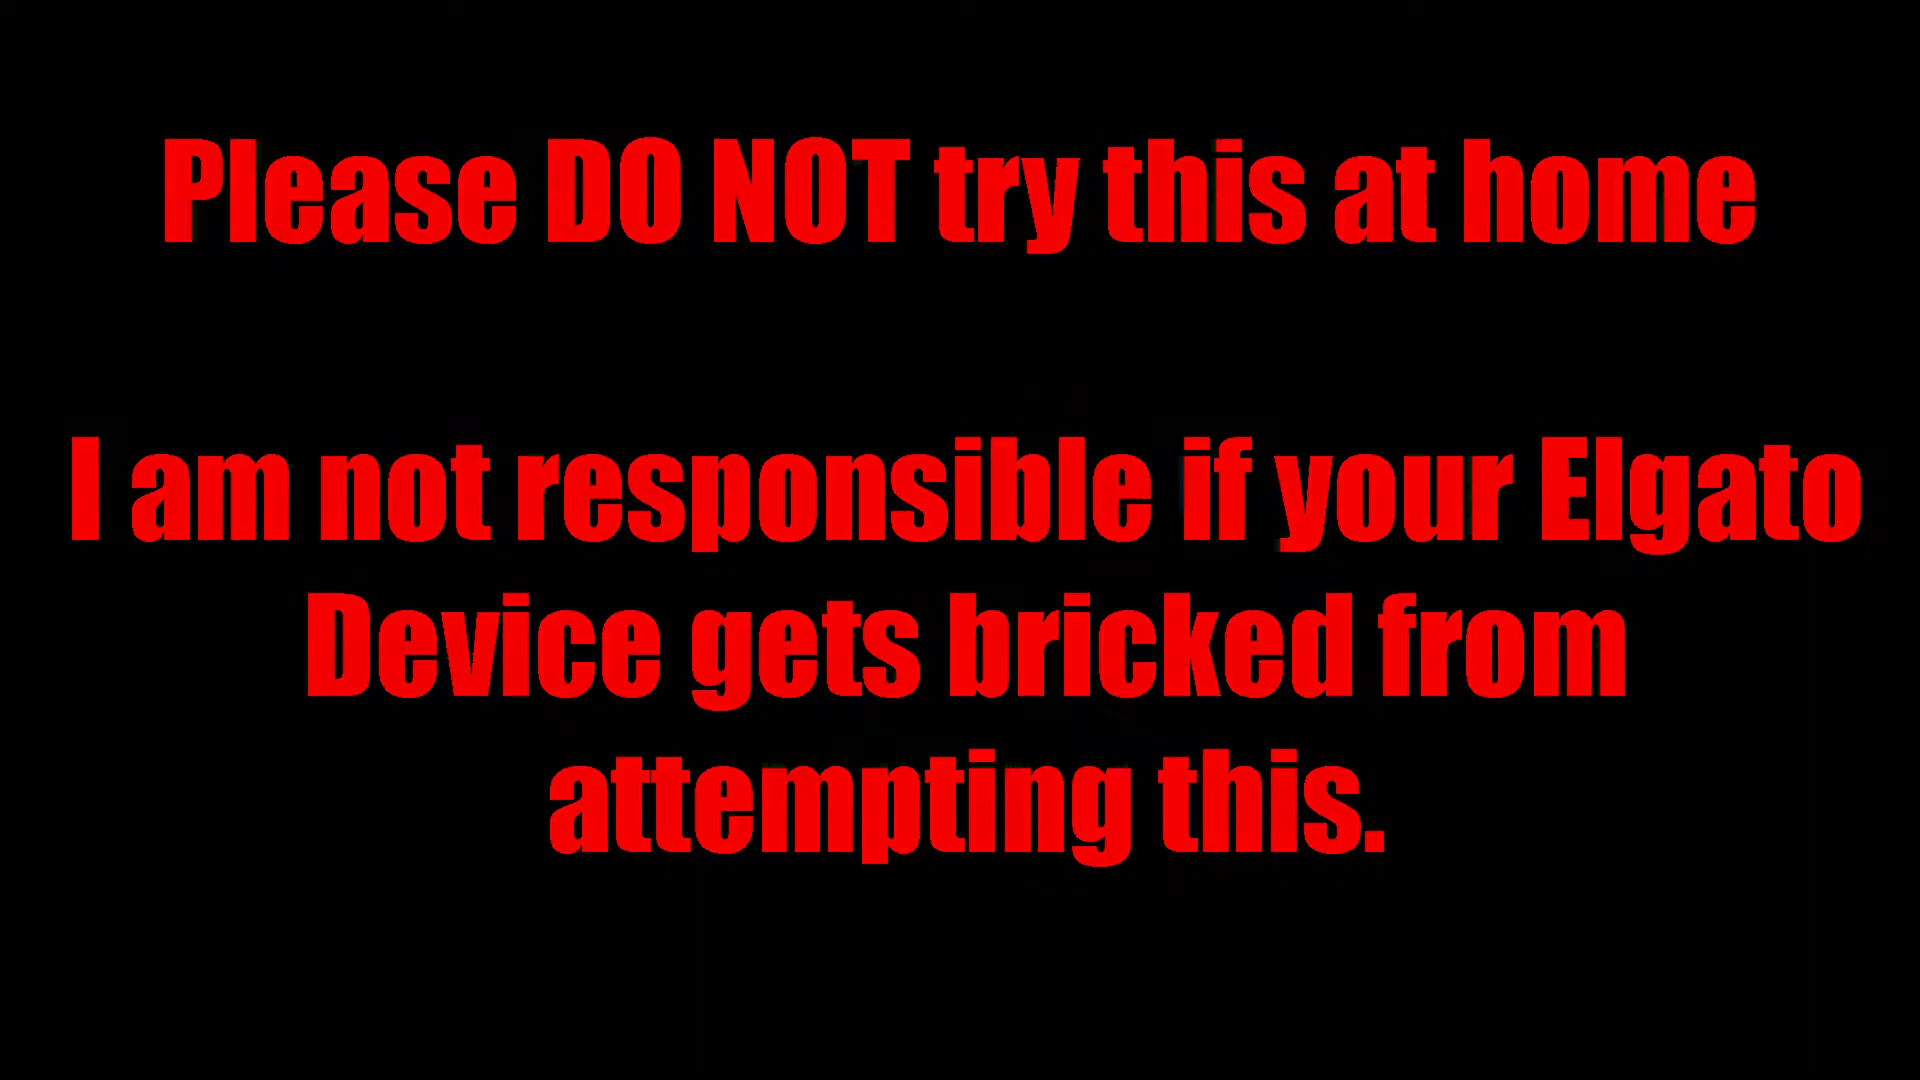 Please DO NOT try this at home
I am not responsible if your Elgato
Device gets bricked from
attempting this.